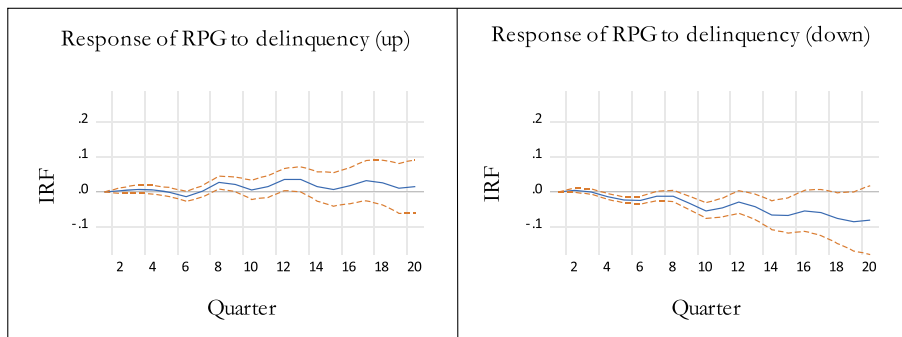 Response of RPG to delinquency (up)
IRF
.2
.1
.0
-.1
2 4 6 8 10 12 14 16 18 20
Quarter
Response of RPG to delinquency (down)
IRF
.2
.1
.0
-.1
2 4 6 8 10 12 14 16 18 20
Quarter